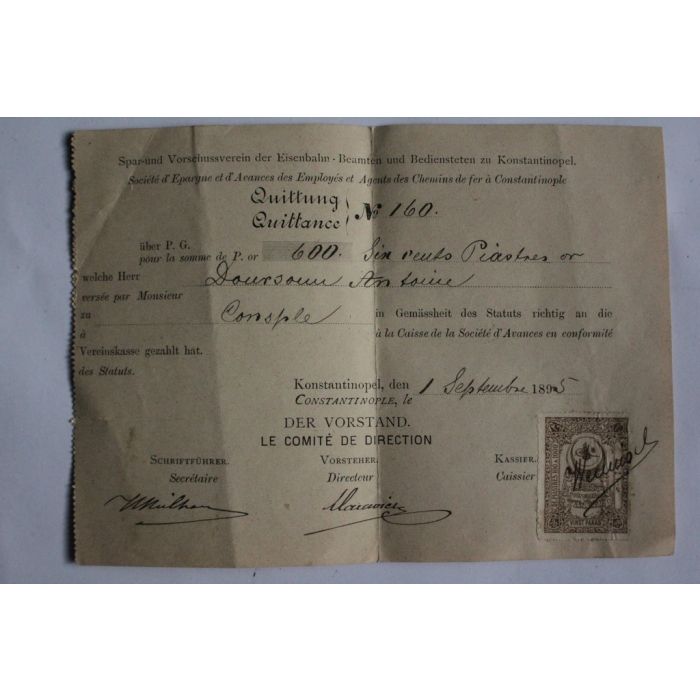 Spar-und Vorschussverein der Eisenbahn-Beamten und Bediensteten zu Konstantinopel.
Société d'Epargne et d'Avances des Employés et Agents des Chemins de fer à Constantinople
Quittung
Quittance
№ 160.
über P. G.
pour la somme de P. or 600. Six cents Piastres or
welche Herr Doursoun Antoine
versée par Monsieur
zu Consple in Gemässheit des Statuts richtig an die
à à la Caisse de la Société d'Avances en conformité
Vereinskasse gezahlt hat.
des Statuts.
Konstantinopel, den 1 Septembre 1895
Constantinople, le
DER VORSTAND.
LE COMITÉ DE DIRECTION
SCHRIFTFÜHRER. VORSTEHER. KASSIER.
Secrétaire Directeur Caissier
VINGT PARAS